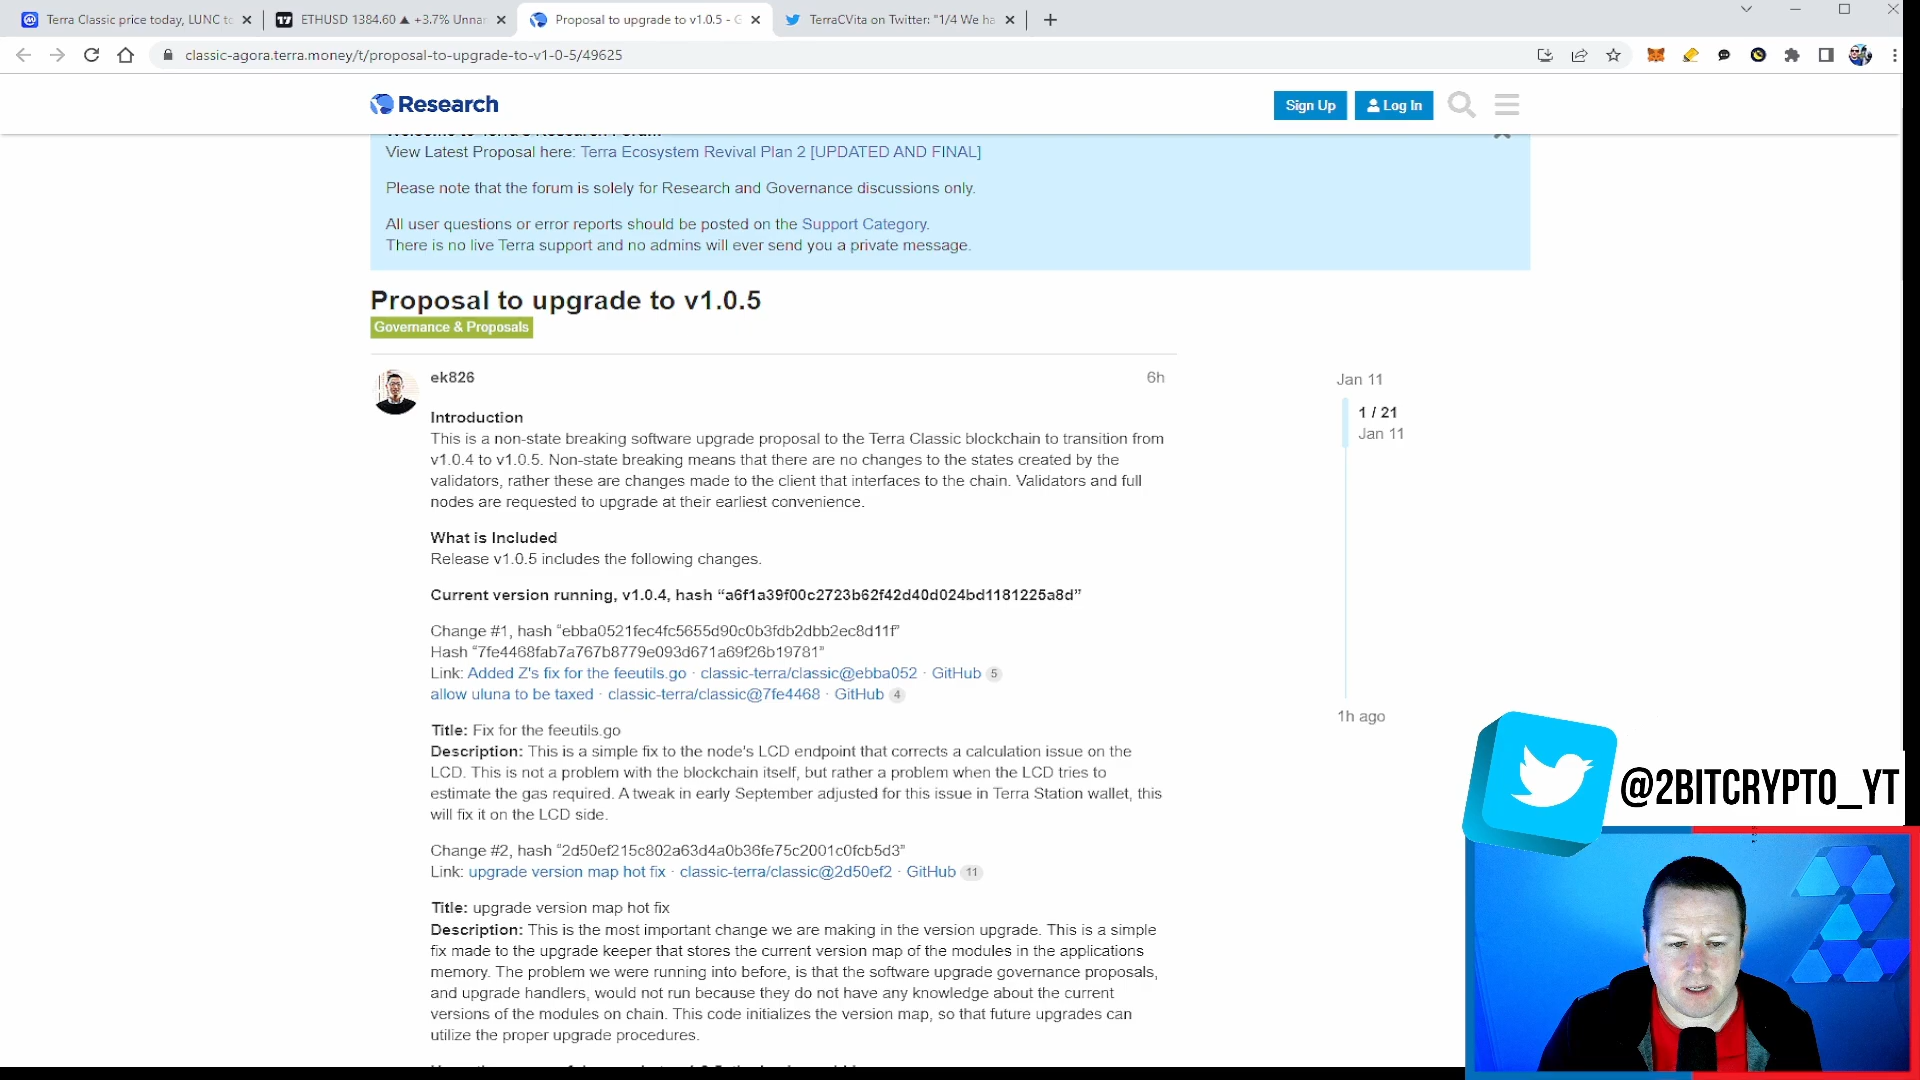 Terra Classic price today, LUNC to
ETHUSD 1384.60 ▲ +3.7% Unnar
Proposal to upgrade to v1.0.5 - G
TerraCVita on Twitter: "1/4 We ha
classic-agora.terra.money/t/proposal-to-upgrade-to-v1-0-5/49625
Research
Sign Up
Log In
Welcome to Terra's Research Forum
View Latest Proposal here: Terra Ecosystem Revival Plan 2 [UPDATED AND FINAL]
Please note that the forum is solely for Research and Governance discussions only.
All user questions or error reports should be posted on the Support Category.
There is no live Terra support and no admins will ever send you a private message.
Proposal to upgrade to v1.0.5
Governance & Proposals
ek826
6h
Introduction
This is a non-state breaking software upgrade proposal to the Terra Classic blockchain to transition from
v1.0.4 to v1.0.5. Non-state breaking means that there are no changes to the states created by the
validators, rather these are changes made to the client that interfaces to the chain. Validators and full
nodes are requested to upgrade at their earliest convenience.
What is Included
Release v1.0.5 includes the following changes.
Current version running, v1.0.4, hash “a6f1a39f00c2723b62f42d40d024bd1181225a8d”
Change #1, hash “ebba0521fec4fc5655d90c0b3fdb2dbb2ec8d11f”
Hash “7fe4468fab7a767b8779e093d671a69f26b19781”
Link: Added Z's fix for the feeutils.go · classic-terra/classic@ebba052 · GitHub 5
allow uluna to be taxed · classic-terra/classic@7fe4468 · GitHub 4
Title: Fix for the feeutils.go
Description: This is a simple fix to the node's LCD endpoint that corrects a calculation issue on the
LCD. This is not a problem with the blockchain itself, but rather a problem when the LCD tries to
estimate the gas required. A tweak in early September adjusted for this issue in Terra Station wallet, this
will fix it on the LCD side.
Change #2, hash “2d50ef215c802a63d4a0b36fe75c2001c0fcb5d3”
Link: upgrade version map hot fix · classic-terra/classic@2d50ef2 · GitHub 11
Title: upgrade version map hot fix
Description: This is the most important change we are making in the version upgrade. This is a simple
fix made to the upgrade keeper that stores the current version map of the modules in the applications
memory. The problem we were running into before, is that the software upgrade governance proposals,
and upgrade handlers, would not run because they do not have any knowledge about the current
versions of the modules on chain. This code initializes the version map, so that future upgrades can
utilize the proper upgrade procedures.
Jan 11
1 / 21
Jan 11
1h ago
@2BITCRYPTO_YT